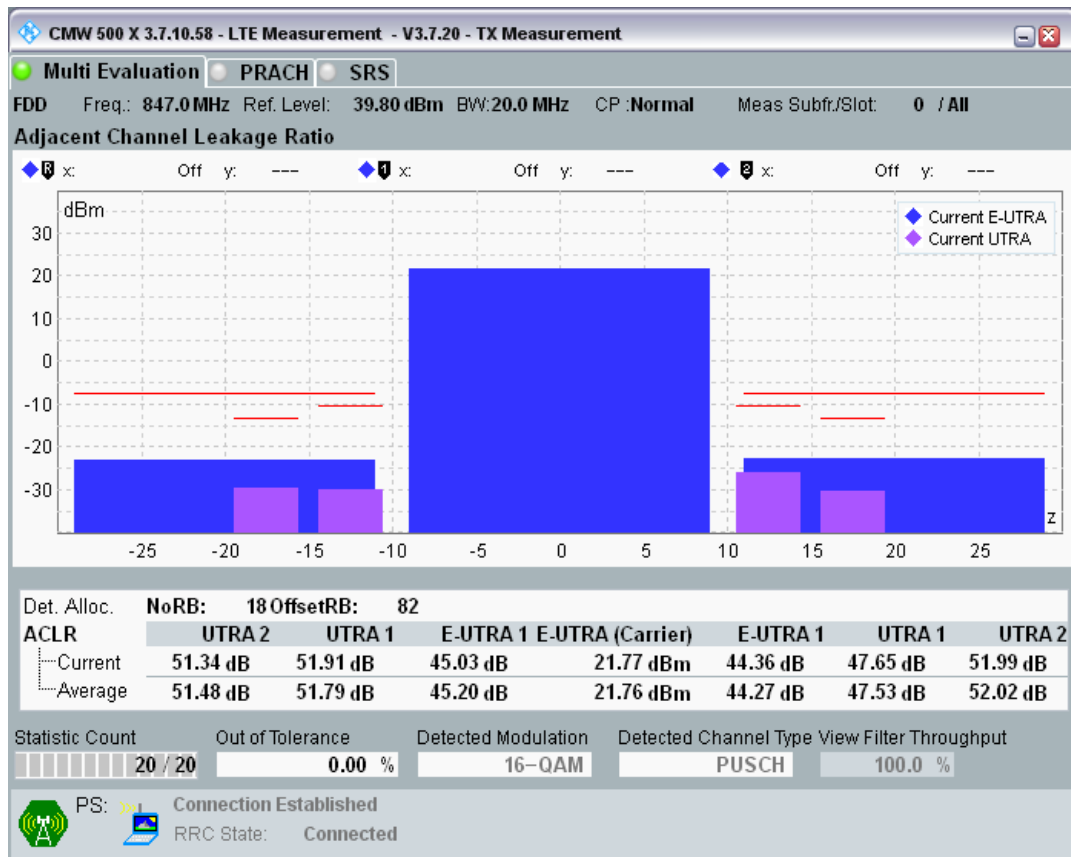 CMW 500 X 3.7.10.58 - LTE Measurement - V3.7.20 - TX Measurement
Multi Evaluation PRACH SRS
FDD Freq.: 847.0 MHz Ref. Level: 39.80 dBm BW:20.0 MHz CP :Normal Meas Subfr./Slot: 0 / All
Adjacent Channel Leakage Ratio
R x: Off y: --- 1 x: Off y: --- 2 x: Off y: ---
dBm
Current E-UTRA
Current UTRA
30
20
10
0
-10
-20
-30
z
-25 -20 -15 -10 -5 0 5 10 15 20 25
Det. Alloc. NoRB: 18 OffsetRB: 82
ACLR UTRA 2 UTRA 1 E-UTRA 1 E-UTRA (Carrier) E-UTRA 1 UTRA 1 UTRA 2
Current 51.34 dB 51.91 dB 45.03 dB 21.77 dBm 44.36 dB 47.65 dB 51.99 dB
Average 51.48 dB 51.79 dB 45.20 dB 21.76 dBm 44.27 dB 47.53 dB 52.02 dB
Statistic Count Out of Tolerance Detected Modulation Detected Channel Type View Filter Throughput
20 / 20 0.00 % 16-QAM PUSCH 100.0 %
PS: Connection Established
RRC State: Connected